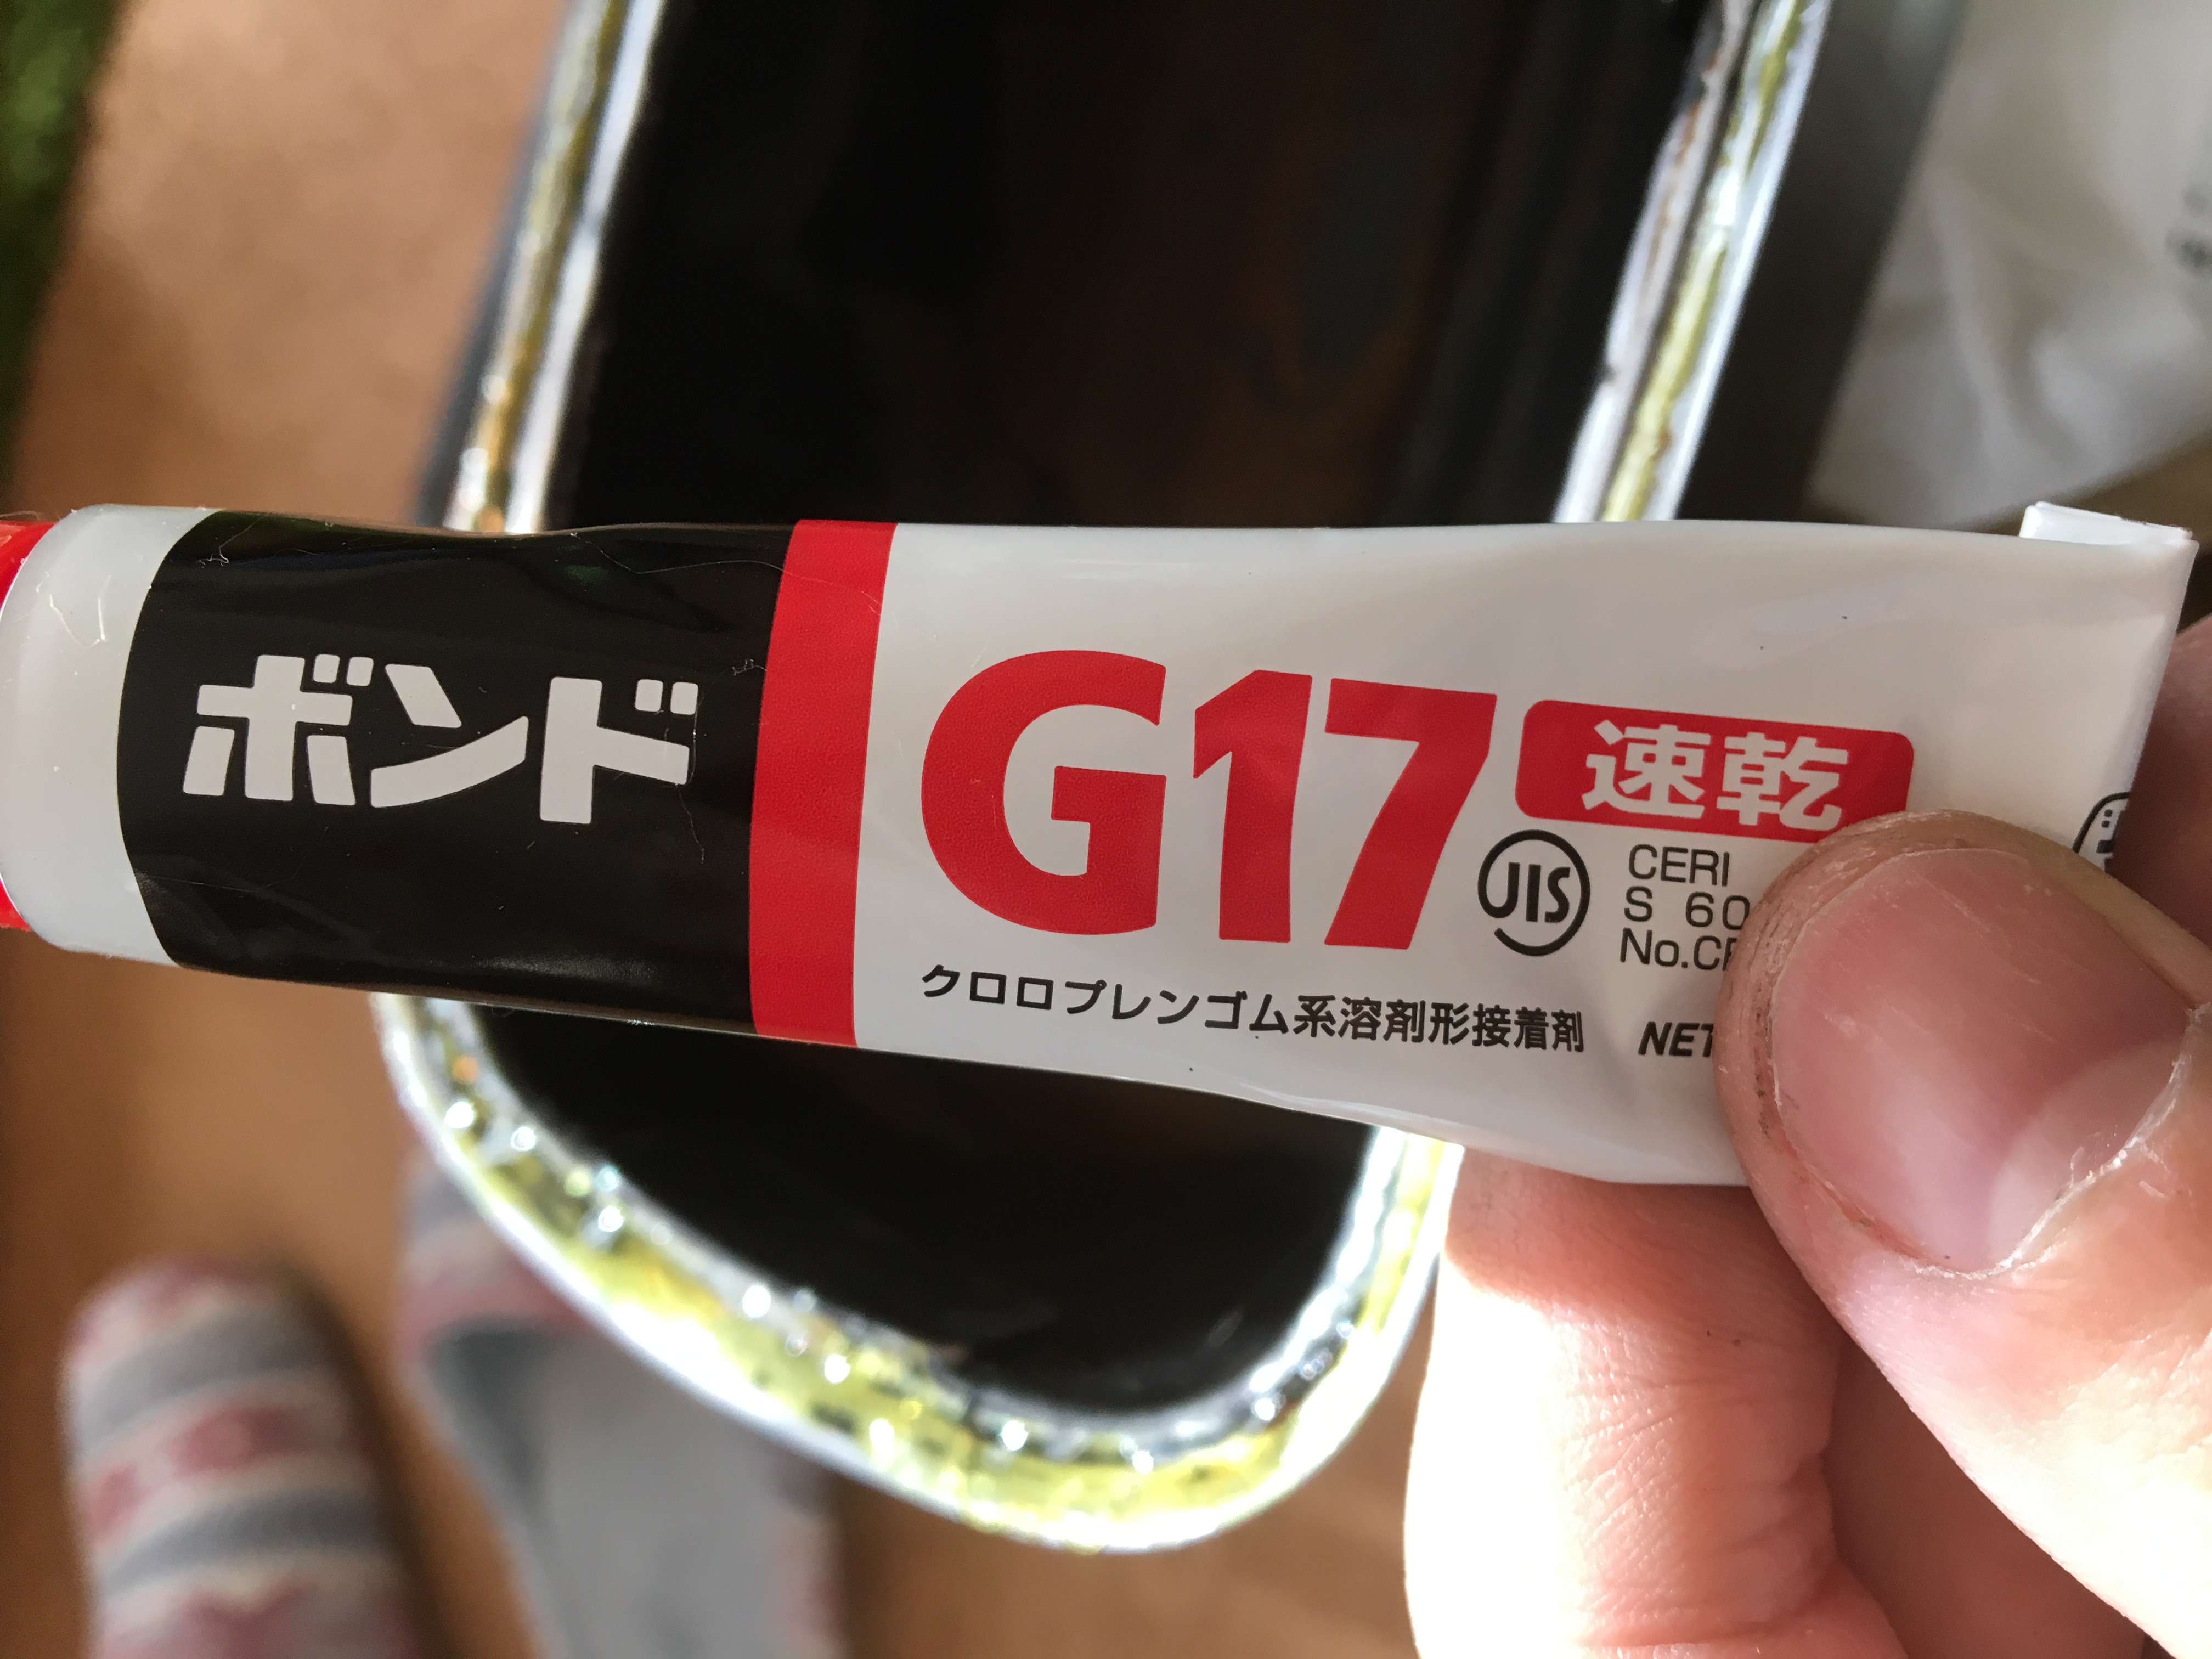 ボンド
G17
速乾
JIS
CERI
S 60
No.C
クロロプレンゴム系溶剤形接着剤
NET